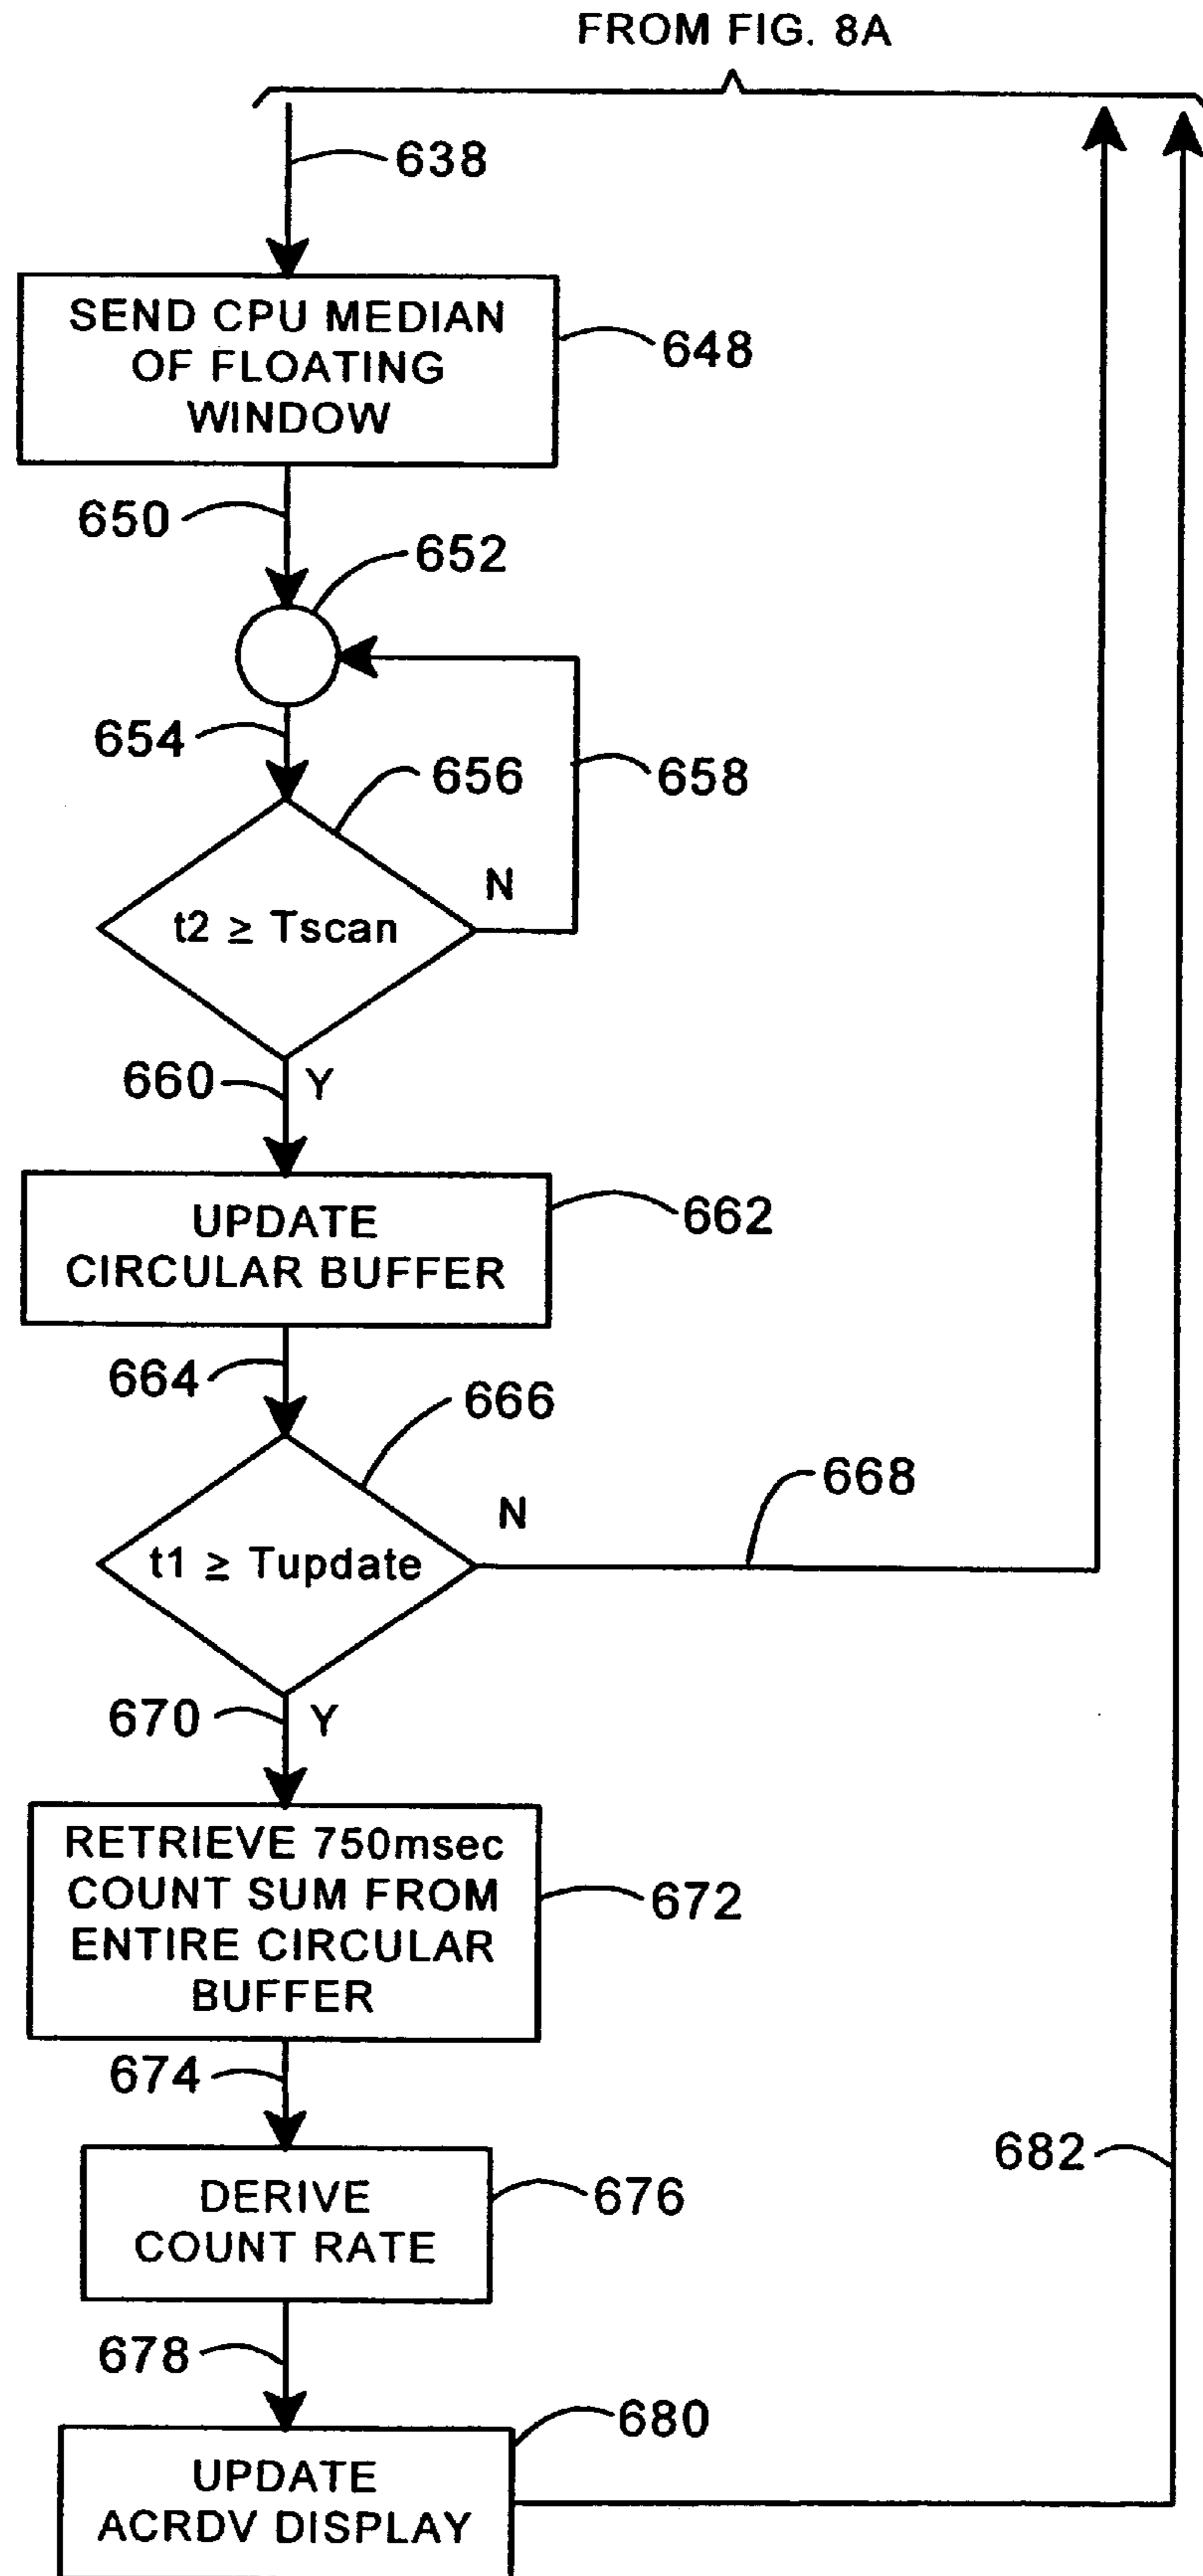 FROM FIG. 8A
638
SEND CPU MEDIAN
OF FLOATING
WINDOW
648
650
652
654
656
658
N
t2 ≥ Tscan
660
Y
UPDATE
CIRCULAR BUFFER
662
664
666
668
N
t1 ≥ Tupdate
670
Y
RETRIEVE 750msec
COUNT SUM FROM
ENTIRE CIRCULAR
BUFFER
672
674
682
DERIVE
COUNT RATE
676
678
680
UPDATE
ACRDV DISPLAY